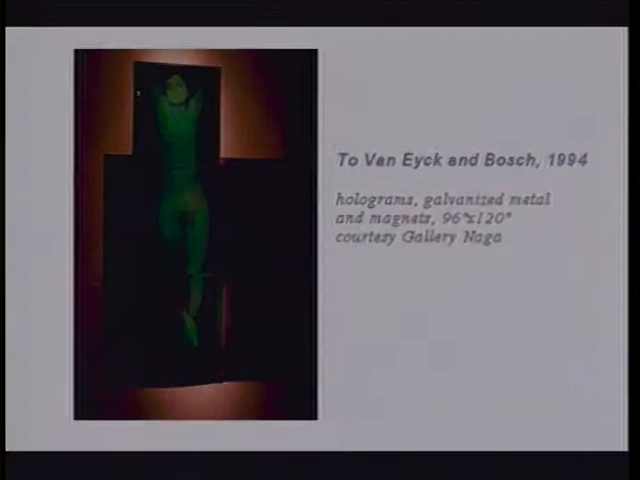 To Van Eyck and Bosch, 1994
holograms, galvanized metal
and magnets, 96"x120"
courtesy Gallery Naga